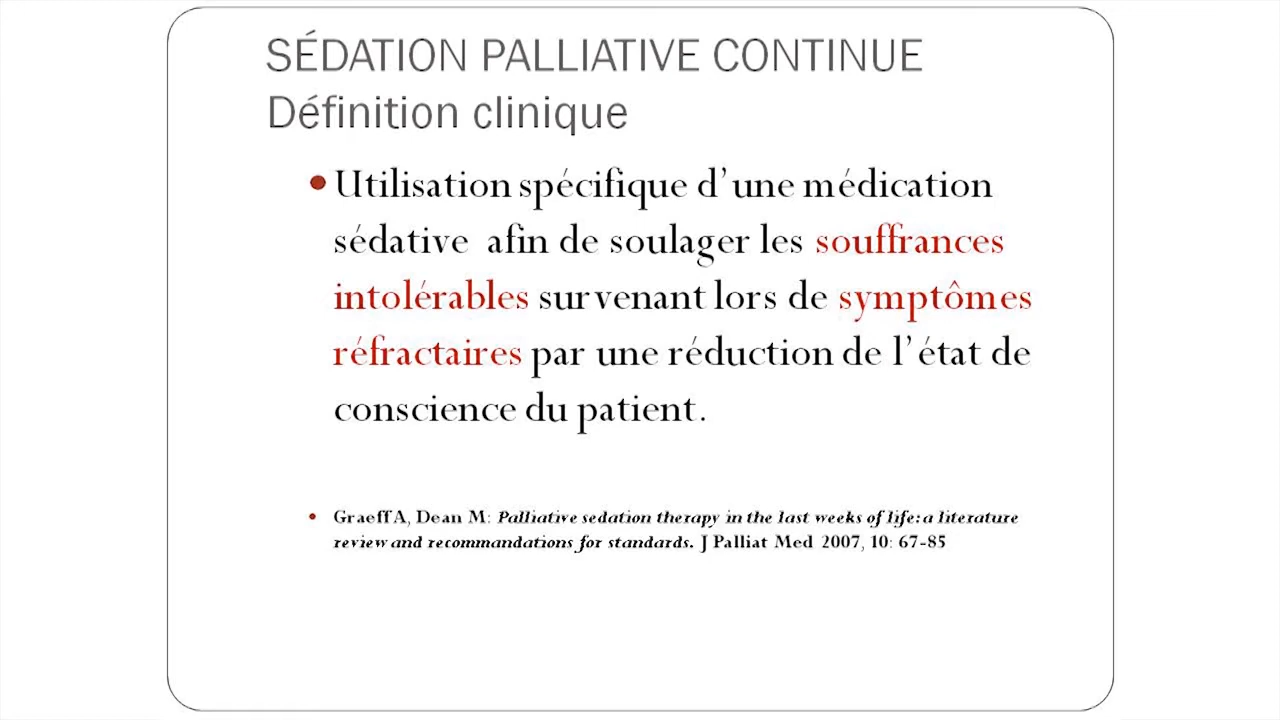 SÉDATION PALLIATIVE CONTINUE
Définition clinique
• Utilisation spécifique d’une médication
sédative afin de soulager les souffrances
intolérables survenant lors de symptômes
réfractaires par une réduction de l’état de
conscience du patient.
• Graeff A, Dean M: Palliative sedation therapy in the last weeks of life: a literature
review and recommandations for standards. J Palliat Med 2007, 10: 67-85